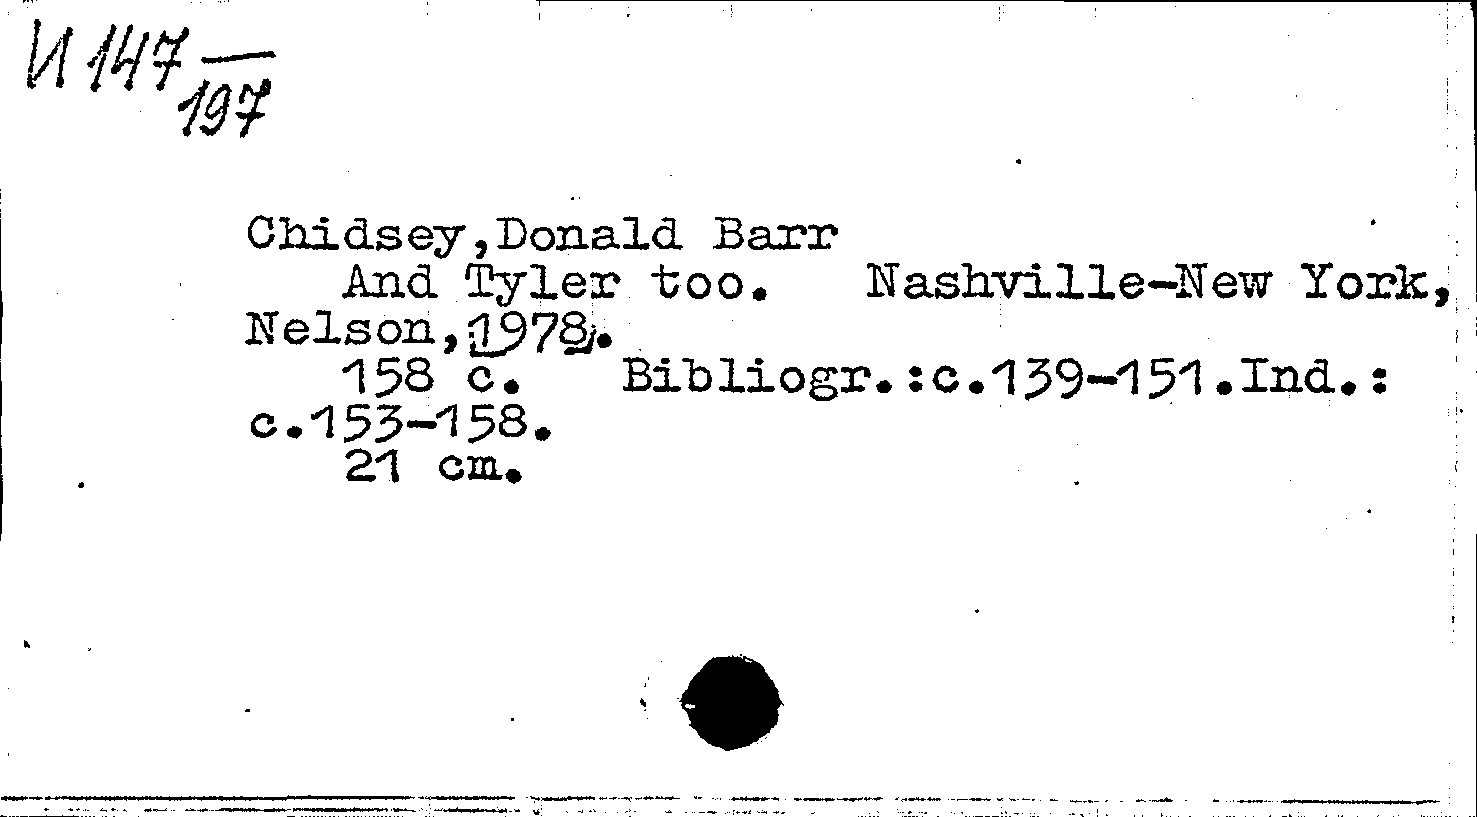 И 147
197
Chidsey,Donald Barr
And Tyler too. Nashville-New York,
Nelson,[1978].
158 c. Bibliogr.:c.139-151.Ind.:
c.153-158.
21 cm.